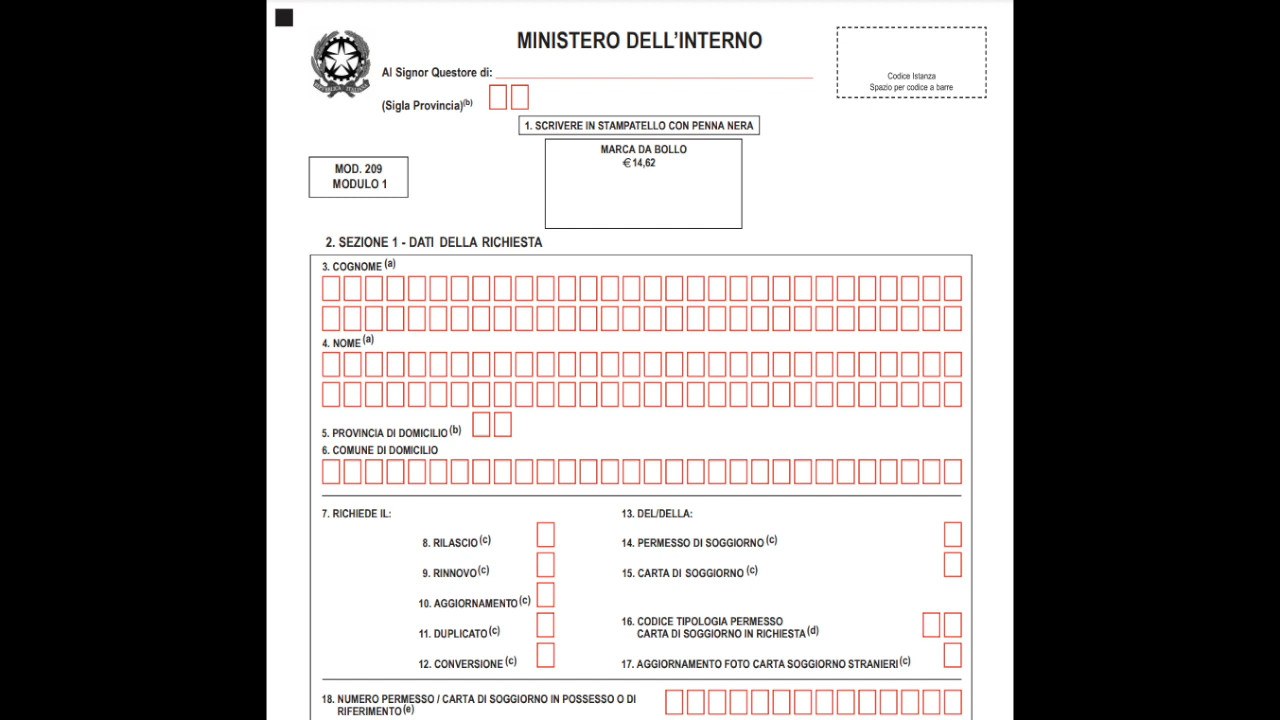 MINISTERO DELL'INTERNO
Al Signor Questore di:
(Sigla Provincia)(b)
Codice Istanza
Spazio per codice a barre
1. SCRIVERE IN STAMPATELLO CON PENNA NERA
MARCA DA BOLLO
€ 14,62
MOD. 209
MODULO 1
2. SEZIONE 1 - DATI DELLA RICHIESTA
3. COGNOME (a)
4. NOME (a)
5. PROVINCIA DI DOMICILIO (b)
6. COMUNE DI DOMICILIO
7. RICHIEDE IL:
8. RILASCIO (c)
9. RINNOVO (c)
10. AGGIORNAMENTO (c)
11. DUPLICATO (c)
12. CONVERSIONE (c)
13. DEL/DELLA:
14. PERMESSO DI SOGGIORNO (c)
15. CARTA DI SOGGIORNO (c)
16. CODICE TIPOLOGIA PERMESSO
CARTA DI SOGGIORNO IN RICHIESTA (d)
17. AGGIORNAMENTO FOTO CARTA SOGGIORNO STRANIERI (c)
18. NUMERO PERMESSO / CARTA DI SOGGIORNO IN POSSESSO O DI
RIFERIMENTO (e)